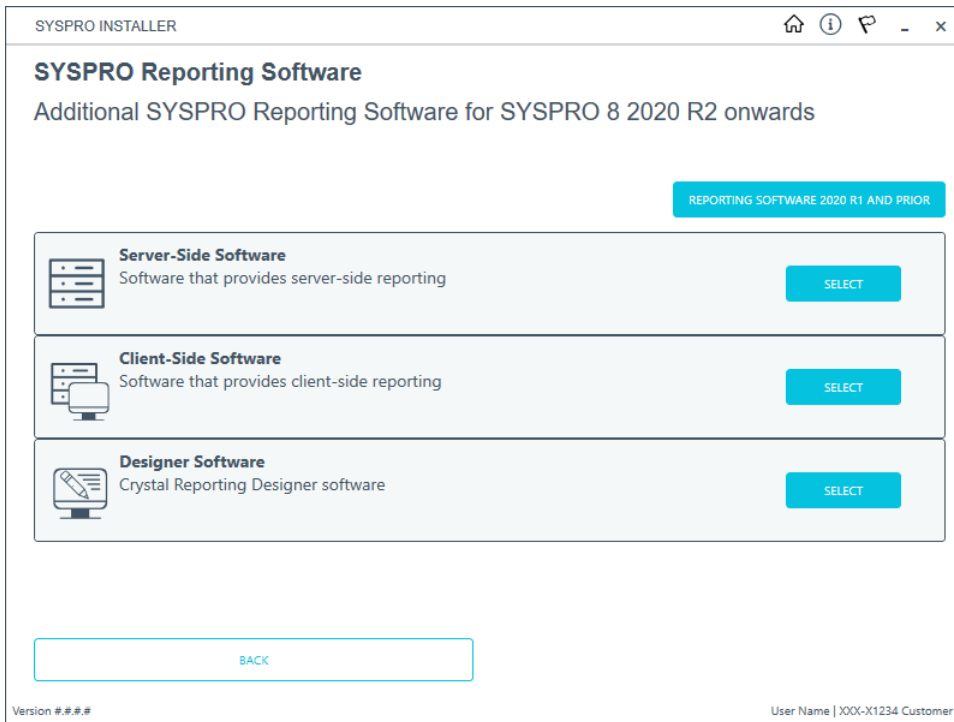 SYSPRO INSTALLER
SYSPRO Reporting Software
Additional SYSPRO Reporting Software for SYSPRO 8 2020 R2 onwards
REPORTING SOFTWARE 2020 R1 AND PRIOR
Server-Side Software
Software that provides server-side reporting
SELECT
Client-Side Software
Software that provides client-side reporting
SELECT
Designer Software
Crystal Reporting Designer software
SELECT
BACK
Version #.#.#.#
User Name | XXX-X1234 Customer